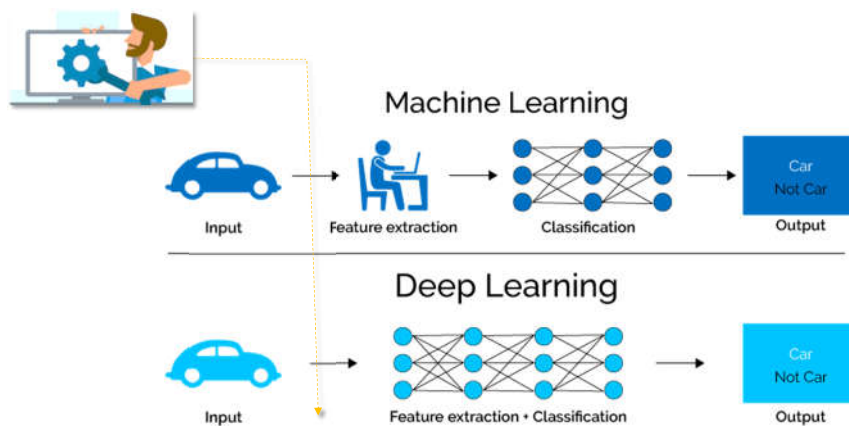 Machine Learning
Car
Not Car
Input
Feature extraction
Classification
Output
Deep Learning
Car
Not Car
Input
Feature extraction + Classification
Output